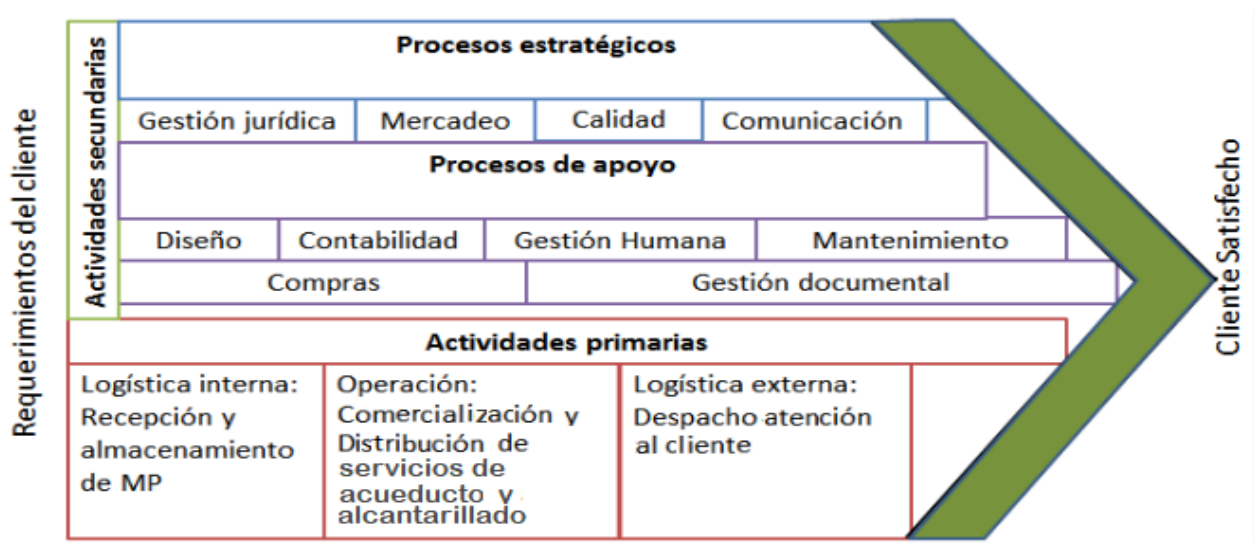 Requerimientos del cliente
Actividades secundarias
Procesos estratégicos
Gestión jurídica
Mercadeo
Calidad
Comunicación
Procesos de apoyo
Diseño
Contabilidad
Gestión Humana
Mantenimiento
Compras
Gestión documental
Actividades primarias
Logística interna:
Recepción y
almacenamiento
de MP
Operación:
Comercialización y
Distribución de
servicios de
acueducto y
alcantarillado
Logística externa:
Despacho atención
al cliente
Cliente Satisfecho